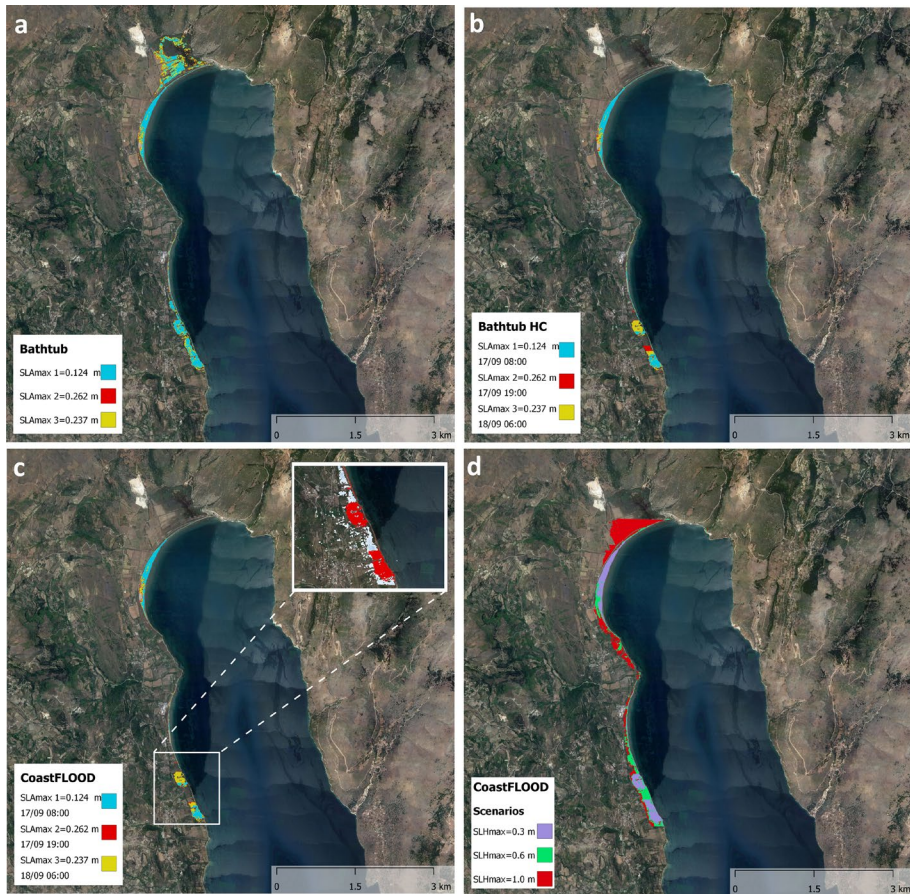 a
Bathtub
SLAmax 1=0.124 m
SLAmax 2=0.262 m
SLAmax 3=0.237 m
0 1.5 3 km
b
Bathtub HC
SLAmax 1=0.124 m
17/09 08:00
SLAmax 2=0.262 m
17/09 19:00
SLAmax 3=0.237 m
18/09 06:00
0 1.5 3 km
c
CoastFLOOD
SLAmax 1=0.124 m
17/09 08:00
SLAmax 2=0.262 m
17/09 19:00
SLAmax 3=0.237 m
18/09 06:00
0 1.5 3 km
d
CoastFLOOD
Scenarios
SLHmax=0.3 m
SLHmax=0.6 m
SLHmax=1.0 m
0 1.5 3 km